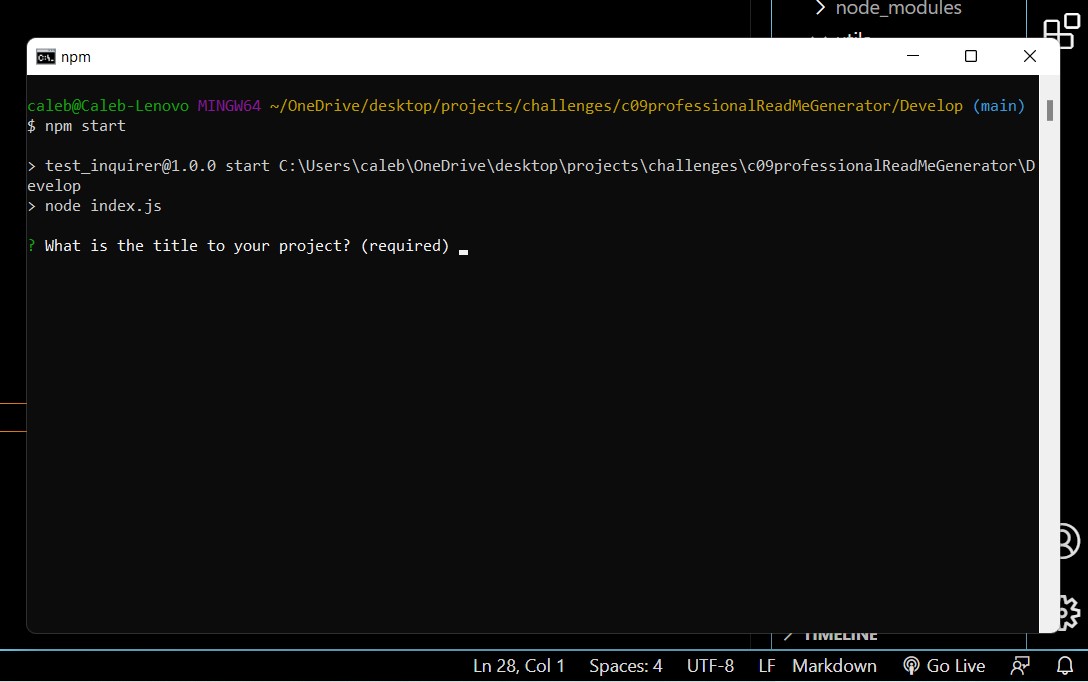 node_modules
npm
caleb@Caleb-Lenovo MINGW64 ~/OneDrive/desktop/projects/challenges/c09professionalReadMeGenerator/Develop (main)
$ npm start
> test_inquirer@1.0.0 start C:\Users\caleb\OneDrive\desktop\projects\challenges\c09professionalReadMeGenerator\D
evelop
> node index.js
? What is the title to your project? (required)
TIMELINE
Ln 28, Col 1 Spaces: 4 UTF-8 LF Markdown Go Live